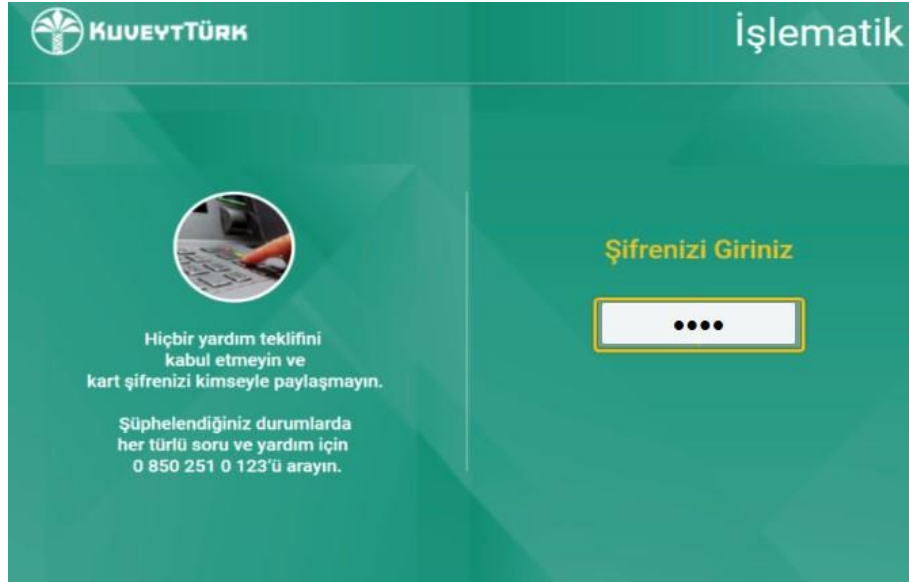 KUVEYTTÜRK
İşlematik
Hiçbir yardım teklifini
kabul etmeyin ve
kart şifrenizi kimseyle paylaşmayın.
Şüphelendiğiniz durumlarda
her türlü soru ve yardım için
0 850 251 0 123'ü arayın.
Şifrenizi Giriniz
••••